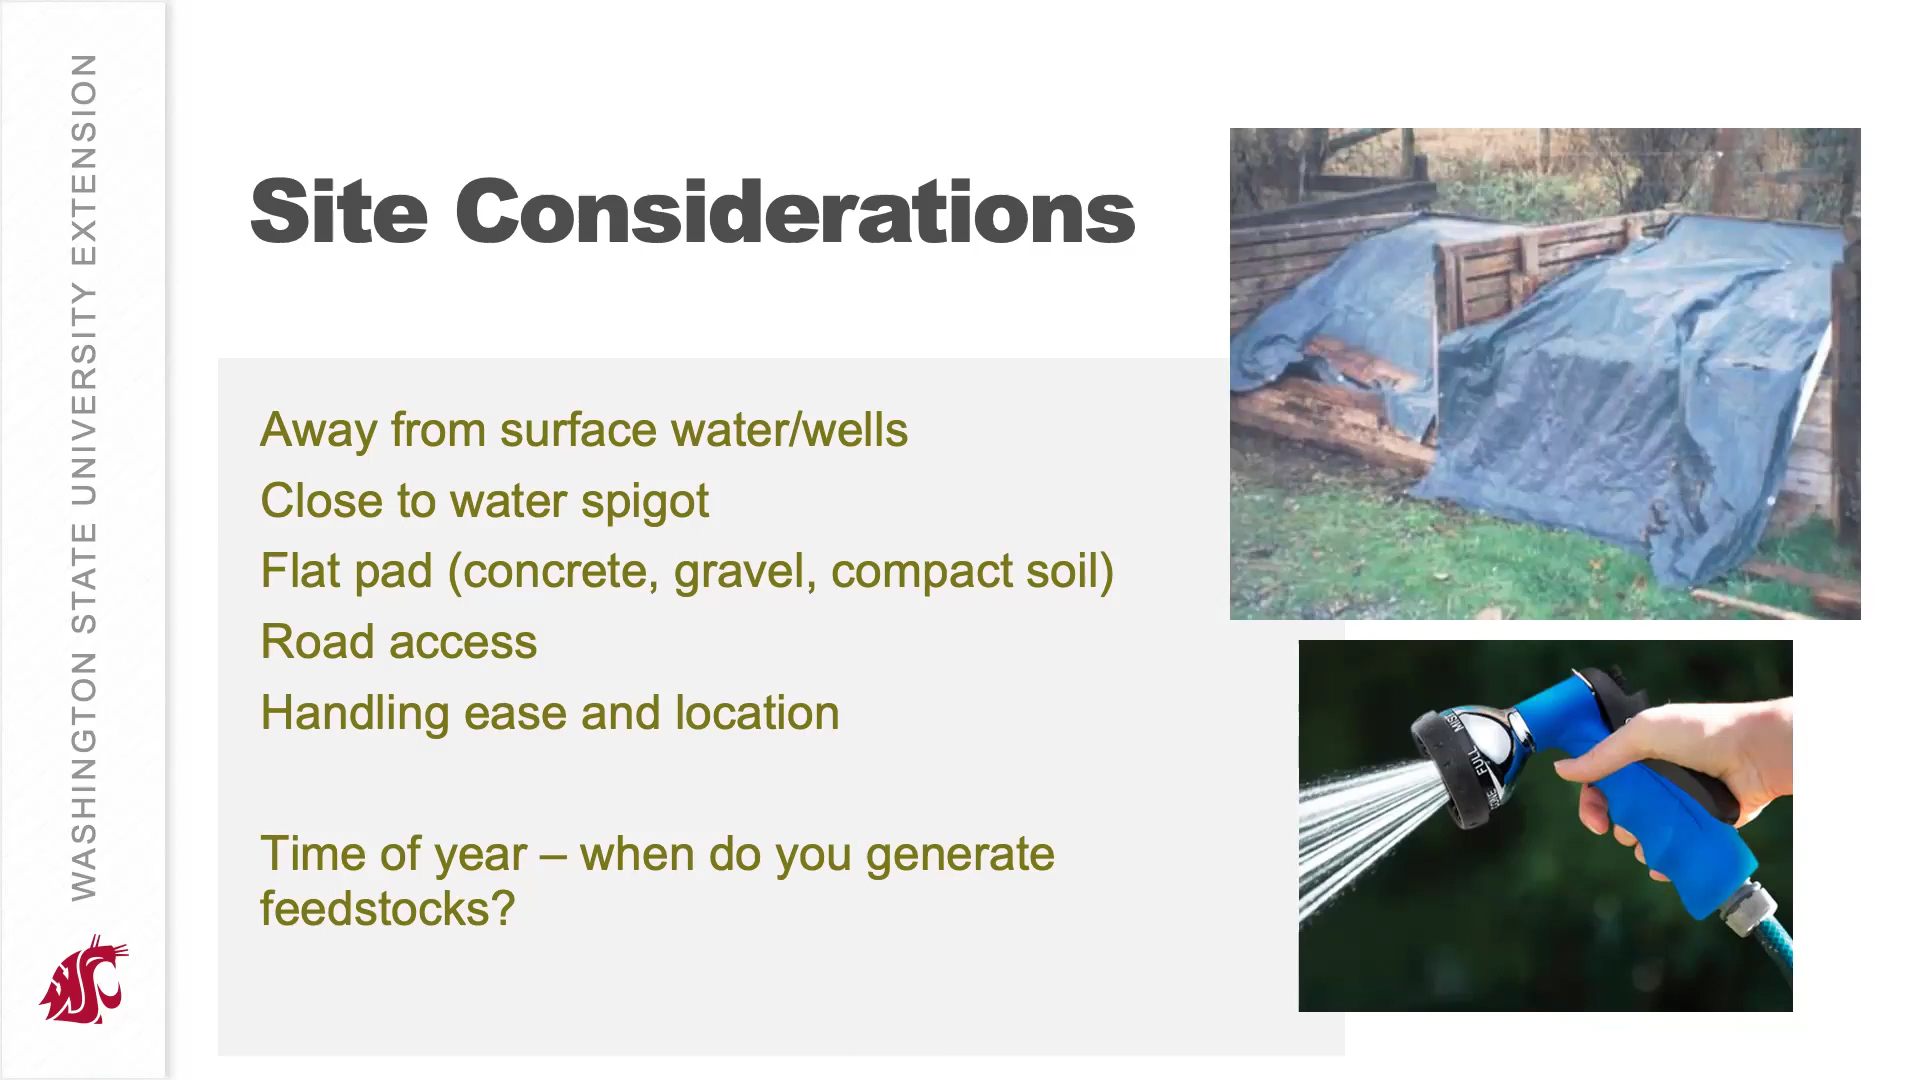 WASHINGTON STATE UNIVERSITY EXTENSION
Site Considerations
Away from surface water/wells
Close to water spigot
Flat pad (concrete, gravel, compact soil)
Road access
Handling ease and location
Time of year – when do you generate
feedstocks?
FULL